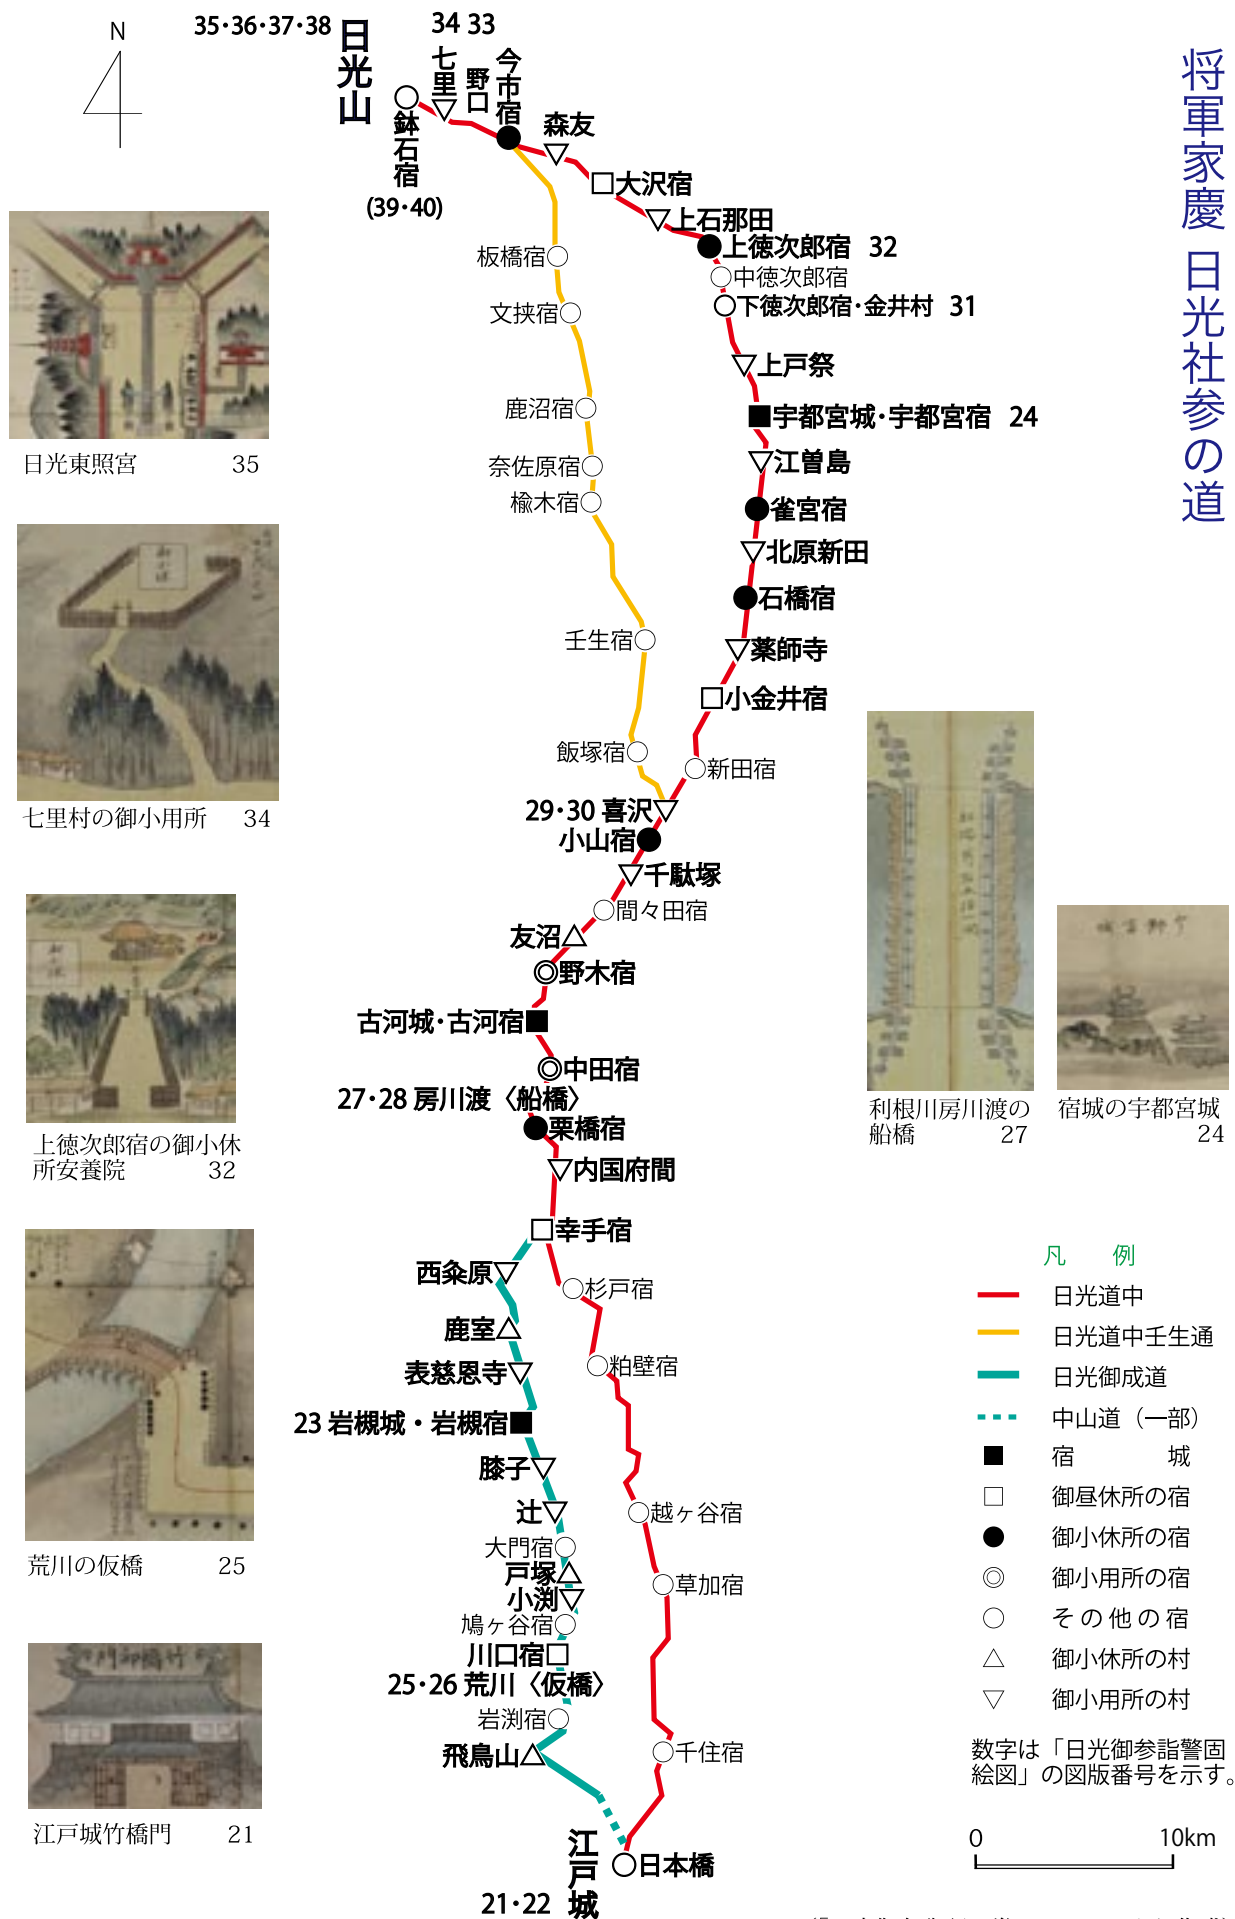 将軍家慶 日光社参の道
N
35・36・37・38
日光山
34 33
七里
野口
今市宿
鉢石宿
(39・40)
森友
大沢宿
上石那田
上徳次郎宿 32
中徳次郎宿
下徳次郎宿・金井村 31
上戸祭
宇都宮城・宇都宮宿 24
江曽島
雀宮宿
北原新田
石橋宿
薬師寺
小金井宿
新田宿
板橋宿
文挟宿
鹿沼宿
奈佐原宿
楡木宿
壬生宿
飯塚宿
29・30 喜沢
小山宿
千駄塚
間々田宿
友沼
野木宿
古河城・古河宿
中田宿
27・28 房川渡〈船橋〉
栗橋宿
内国府間
幸手宿
西粂原
鹿室
表慈恩寺
23 岩槻城・岩槻宿
膝子
辻
大門宿
戸塚
小渕
鳩ヶ谷宿
川口宿
25・26 荒川〈仮橋〉
岩渕宿
飛鳥山
杉戸宿
粕壁宿
越ヶ谷宿
草加宿
千住宿
日本橋
江戸城
21・22
日光東照宮 35
七里村の御小用所 34
上徳次郎宿の御小休
所安養院 32
荒川の仮橋 25
竹橋御門
江戸城竹橋門 21
利根川房川渡の
船橋 27
宇都宮城
宿城の宇都宮城
24
凡 例
日光道中
日光道中壬生通
日光御成道
中山道（一部）
宿 城
御昼休所の宿
御小休所の宿
御小用所の宿
その他の宿
御小休所の村
御小用所の村
数字は「日光御参詣警固
絵図」の図版番号を示す。
0 10km